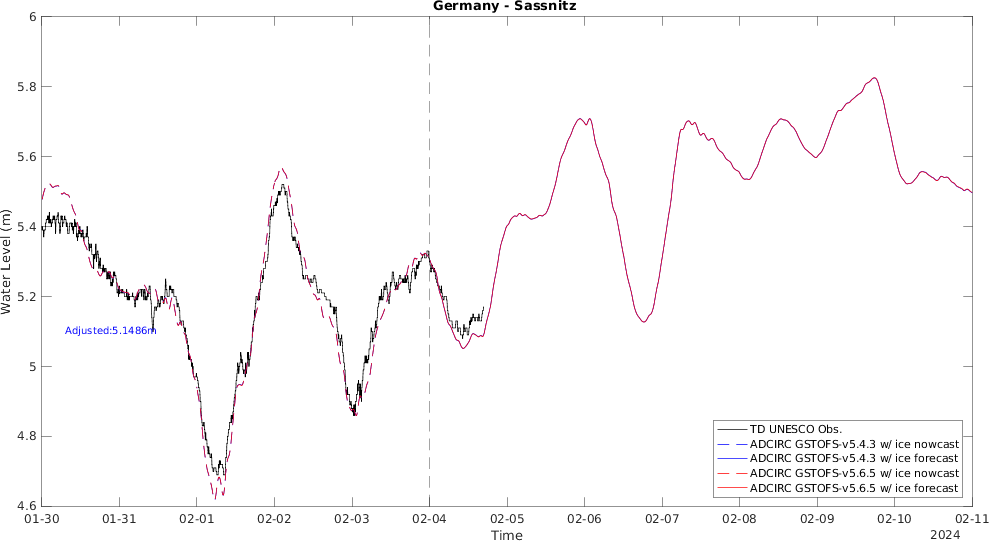 Germany - Sassnitz
6
5.8
5.6
5.4
5.2
5
4.8
4.6
Water Level (m)
Adjusted:5.1486m
TD UNESCO Obs.
ADCIRC GSTOFS-v5.4.3 w/ ice nowcast
ADCIRC GSTOFS-v5.4.3 w/ ice forecast
ADCIRC GSTOFS-v5.6.5 w/ ice nowcast
ADCIRC GSTOFS-v5.6.5 w/ ice forecast
01-30 01-31 02-01 02-02 02-03 02-04 02-05 02-06 02-07 02-08 02-09 02-10 02-11
Time
2024